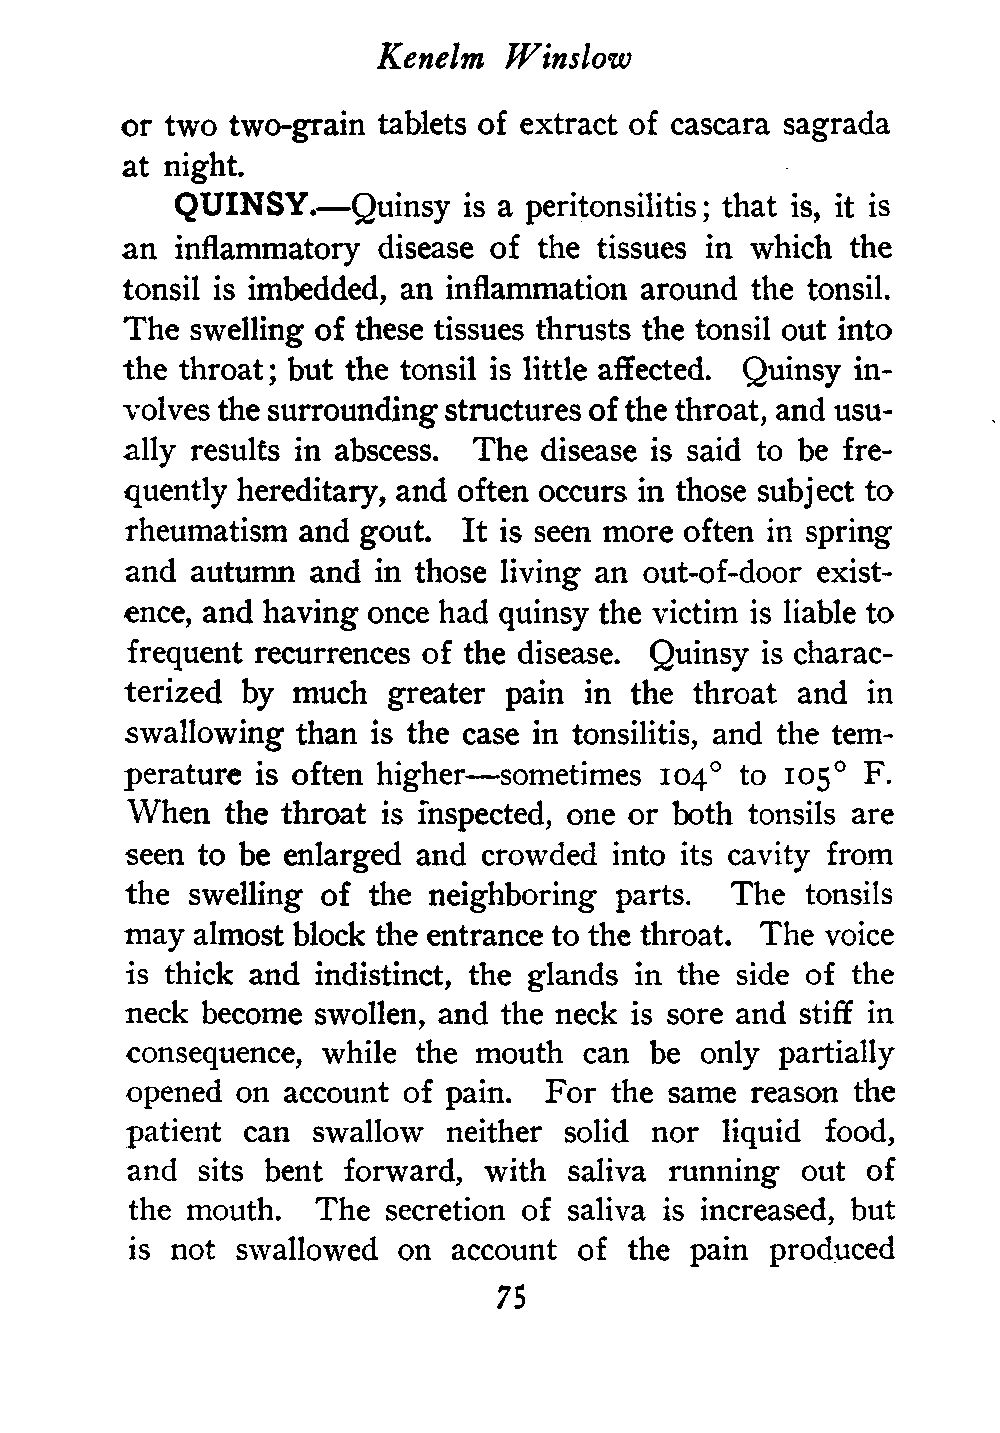 Kenelm Winslow
or two two-grain tablets of extract of cascara sagrada
at night.
QUINSY.—Quinsy is a peritonsilitis; that is, it is
an inflammatory disease of the tissues in which the
tonsil is imbedded, an inflammation around the tonsil.
The swelling of these tissues thrusts the tonsil out into
the throat; but the tonsil is little affected. Quinsy in-
volves the surrounding structures of the throat, and usu-
ally results in abscess. The disease is said to be fre-
quently hereditary, and often occurs in those subject to
rheumatism and gout. It is seen more often in spring
and autumn and in those living an out-of-door exist-
ence, and having once had quinsy the victim is liable to
frequent recurrences of the disease. Quinsy is charac-
terized by much greater pain in the throat and in
swallowing than is the case in tonsilitis, and the tem-
perature is often higher—sometimes 104° to 105° F.
When the throat is inspected, one or both tonsils are
seen to be enlarged and crowded into its cavity from
the swelling of the neighboring parts. The tonsils
may almost block the entrance to the throat. The voice
is thick and indistinct, the glands in the side of the
neck become swollen, and the neck is sore and stiff in
consequence, while the mouth can be only partially
opened on account of pain. For the same reason the
patient can swallow neither solid nor liquid food,
and sits bent forward, with saliva running out of
the mouth. The secretion of saliva is increased, but
is not swallowed on account of the pain produced
75